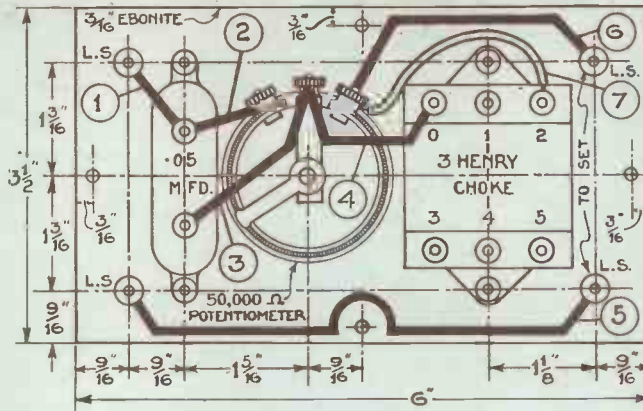 3/16" EBONITE
3/16"
L.S.
L.S.
1
2
6
7
1 3/16"
3 1/2"
.05
MFD.
0 1 2
3 HENRY
CHOKE
3 4 5
TO SET
4
3/16"
3/16"
1 3/16"
3
L.S.
L.S.
50,000 Ω
POTENTIOMETER
5
9/16"
9/16"
9/16"
1 5/16"
9/16"
1 1/8"
9/16"
6"